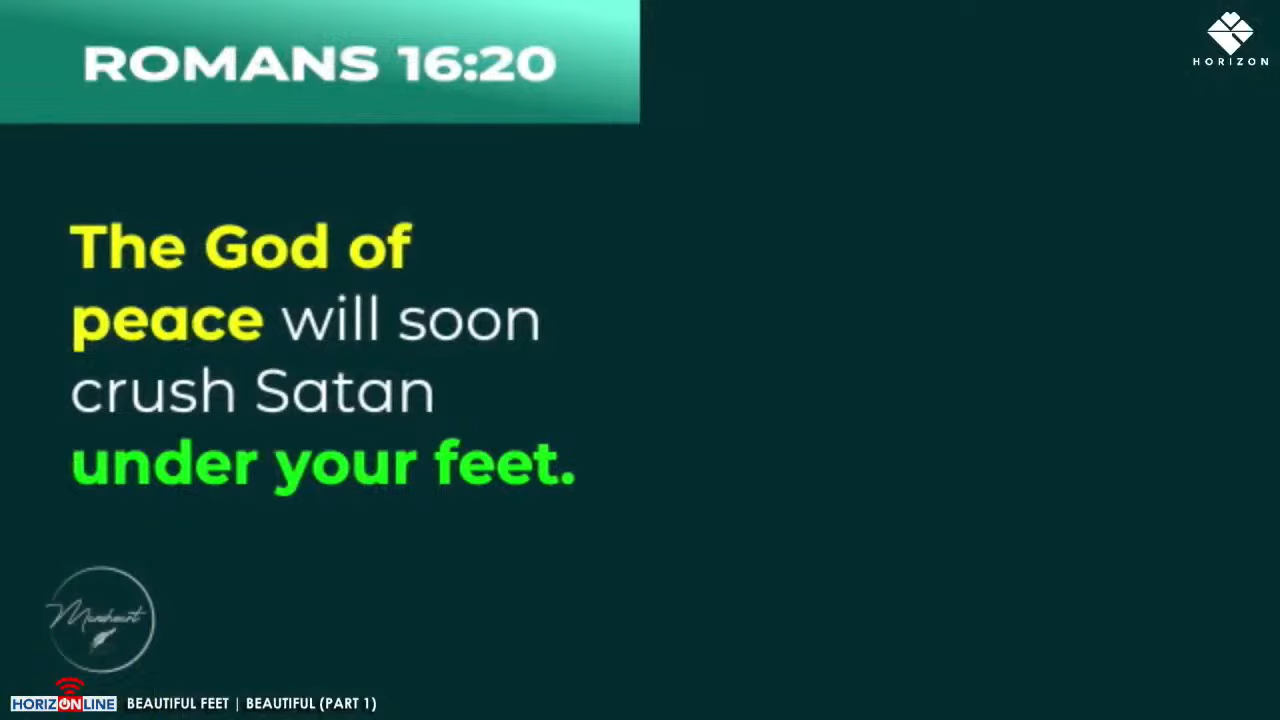 ROMANS 16:20
HORIZON
The God of
peace will soon
crush Satan
under your feet.
HORIZONLINE BEAUTIFUL FEET | BEAUTIFUL (PART 1)